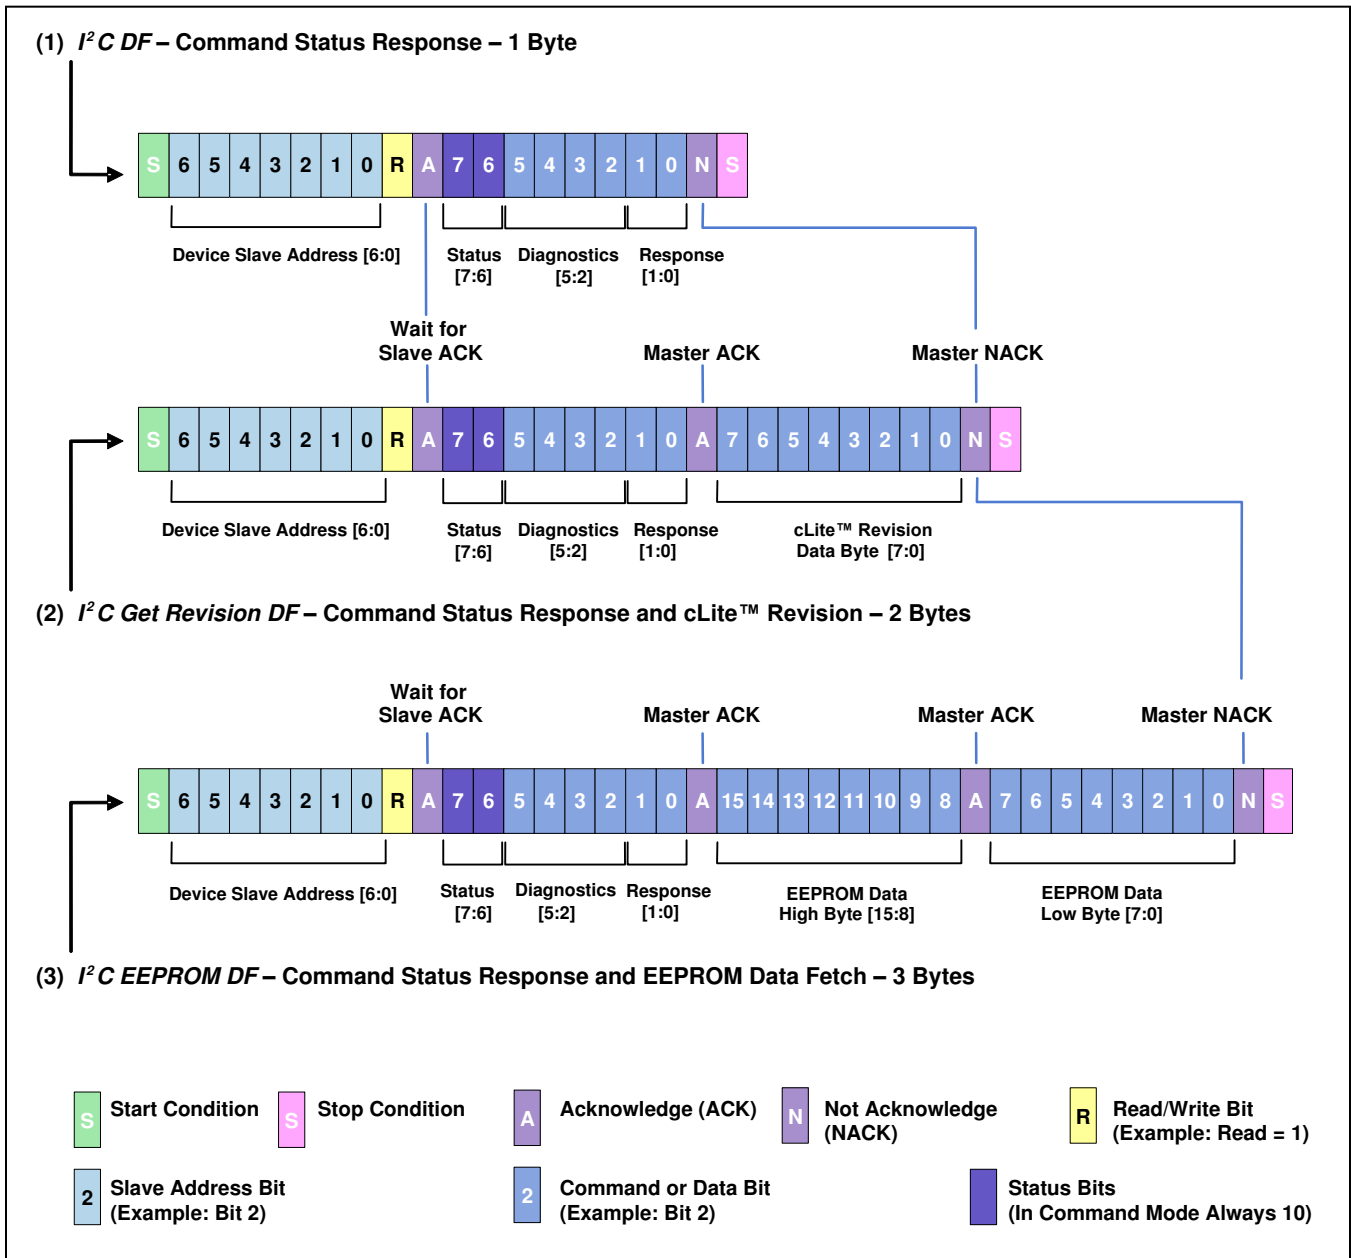 (1) I² C DF – Command Status Response – 1 Byte
S 6 5 4 3 2 1 0 R A 7 6 5 4 3 2 1 0 N S
Device Slave Address [6:0] Status Diagnostics Response
[7:6] [5:2] [1:0]
Wait for
Slave ACK Master ACK Master NACK
S 6 5 4 3 2 1 0 R A 7 6 5 4 3 2 1 0 A 7 6 5 4 3 2 1 0 N S
Device Slave Address [6:0] Status Diagnostics Response cLite™ Revision
[7:6] [5:2] [1:0] Data Byte [7:0]
(2) I² C Get Revision DF – Command Status Response and cLite™ Revision – 2 Bytes
Wait for
Slave ACK Master ACK Master ACK Master NACK
S 6 5 4 3 2 1 0 R A 7 6 5 4 3 2 1 0 A 15 14 13 12 11 10 9 8 A 7 6 5 4 3 2 1 0 N S
Device Slave Address [6:0] Status Diagnostics Response EEPROM Data EEPROM Data
[7:6] [5:2] [1:0] High Byte [15:8] Low Byte [7:0]
(3) I² C EEPROM DF – Command Status Response and EEPROM Data Fetch – 3 Bytes
S Start Condition S Stop Condition A Acknowledge (ACK) N Not Acknowledge R Read/Write Bit
(NACK) (Example: Read = 1)
2 Slave Address Bit 2 Command or Data Bit Status Bits
(Example: Bit 2) (Example: Bit 2) (In Command Mode Always 10)